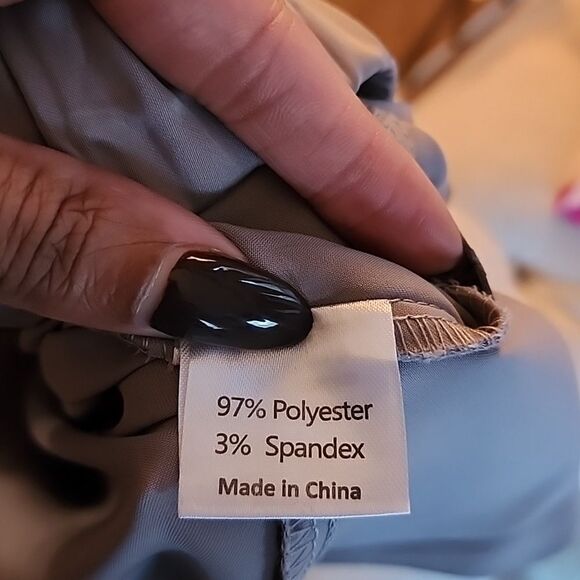 97% Polyester
3% Spandex
Made in China